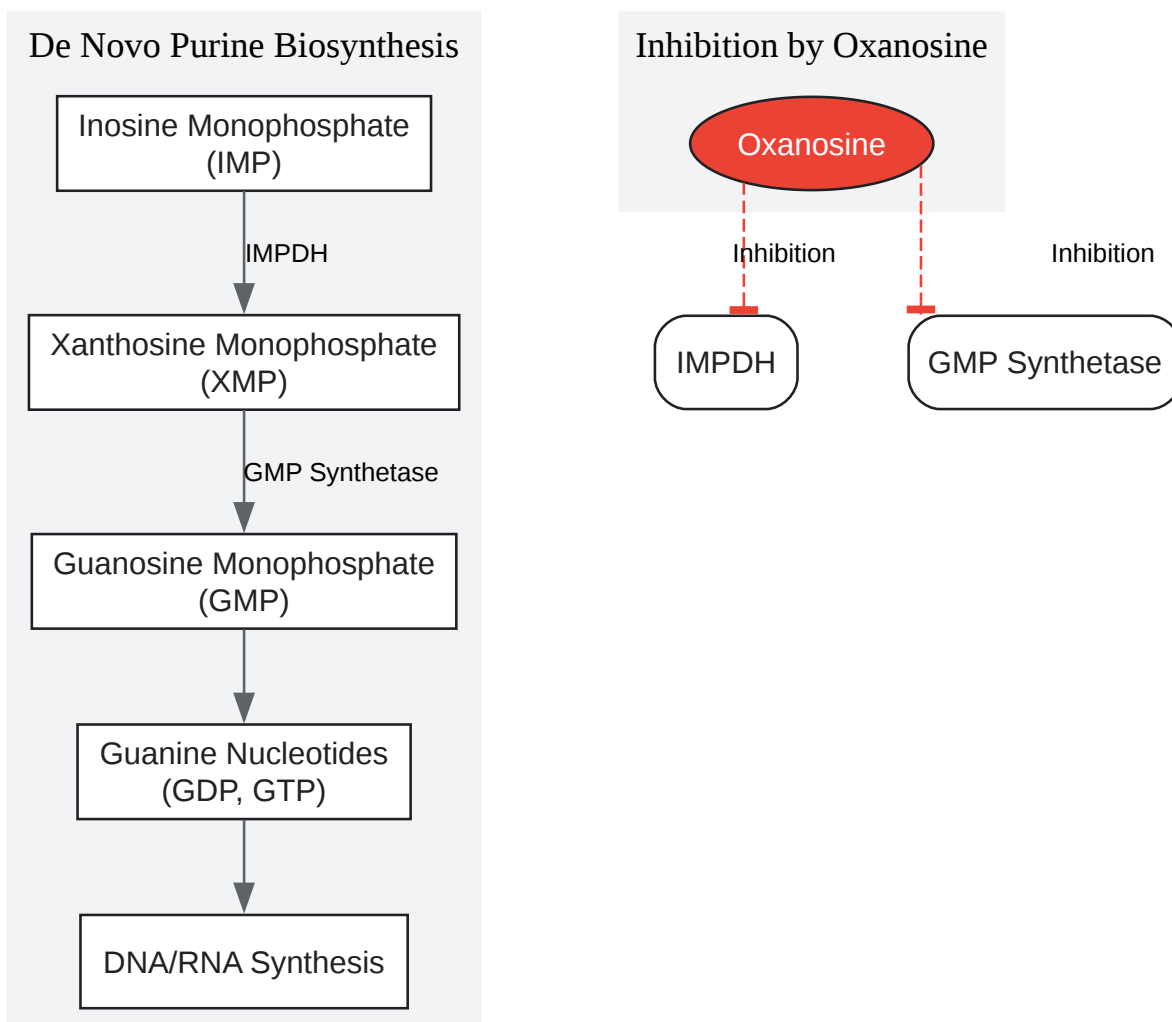 De Novo Purine Biosynthesis
Inosine Monophosphate
(IMP)
IMPDH
Xanthosine Monophosphate
(XMP)
GMP Synthetase
Guanosine Monophosphate
(GMP)
Guanine Nucleotides
(GDP, GTP)
DNA/RNA Synthesis
Inhibition by Oxanosine
Oxanosine
Inhibition
Inhibition
IMPDH
GMP Synthetase